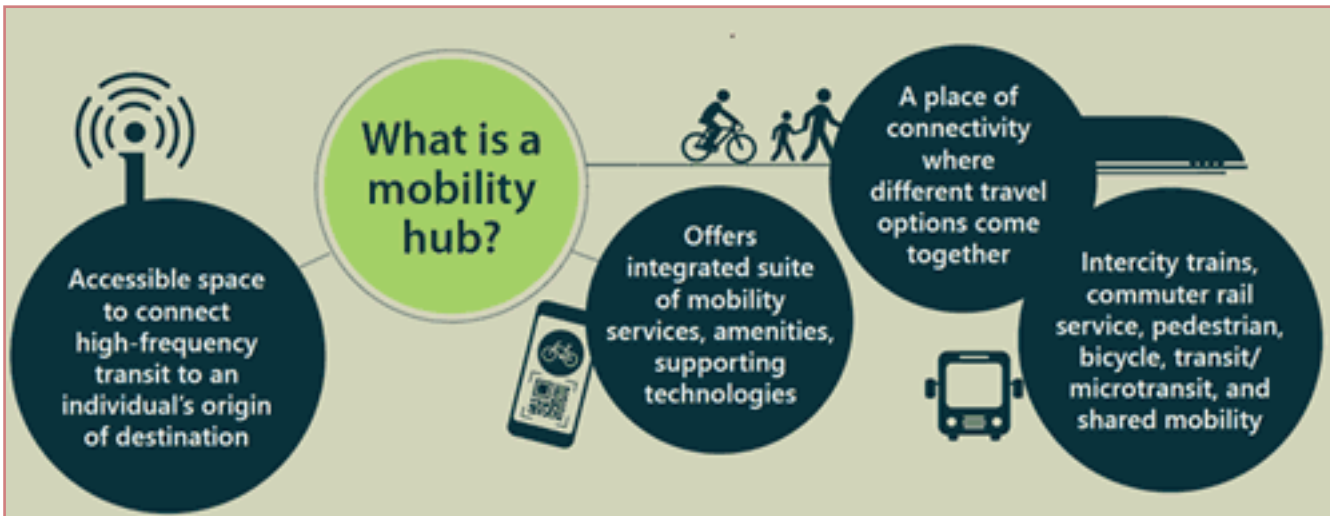 What is a
mobility
hub?
Accessible space
to connect
high-frequency
transit to an
individual's origin
of destination
Offers
integrated suite
of mobility
services, amenities,
supporting
technologies
A place of
connectivity
where
different travel
options come
together
Intercity trains,
commuter rail
service, pedestrian,
bicycle, transit/
microtransit, and
shared mobility